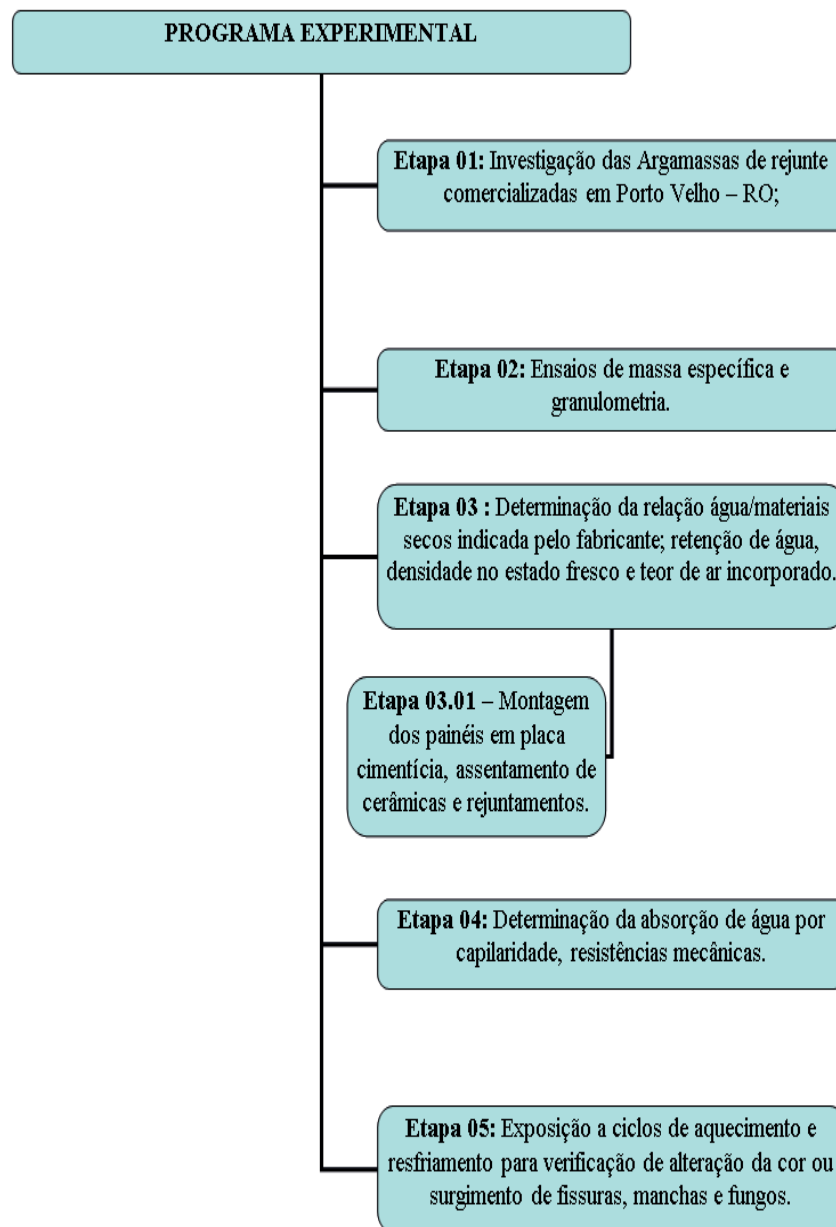 PROGRAMA EXPERIMENTAL
Etapa 01: Investigação das Argamassas de rejunte
comercializadas em Porto Velho – RO;
Etapa 02: Ensaios de massa específica e
granulometria.
Etapa 03 : Determinação da relação água/materiais
secos indicada pelo fabricante; retenção de água,
densidade no estado fresco e teor de ar incorporado.
Etapa 03.01 – Montagem
dos painéis em placa
cimentícia, assentamento de
cerâmicas e rejuntamentos.
Etapa 04: Determinação da absorção de água por
capilaridade, resistências mecânicas.
Etapa 05: Exposição a ciclos de aquecimento e
resfriamento para verificação de alteração da cor ou
surgimento de fissuras, manchas e fungos.